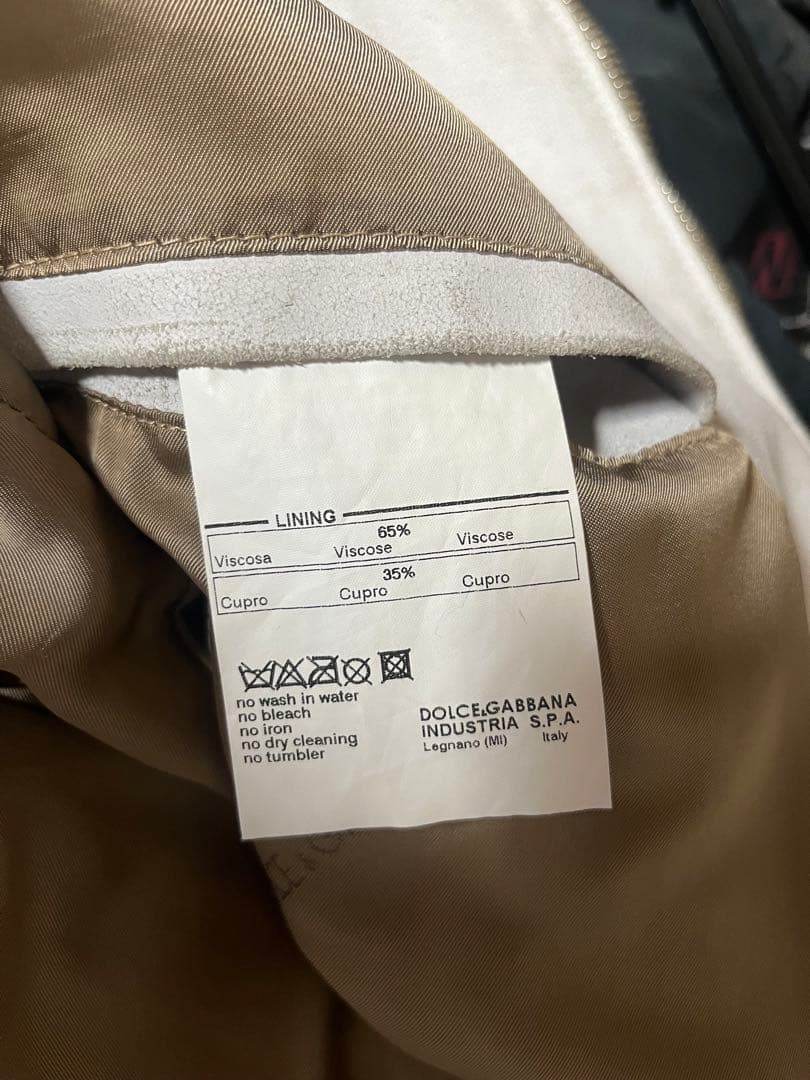 LINING
65%
Viscosa Viscose Viscose
35%
Cupro Cupro Cupro
no wash in water
no bleach
no iron
no dry cleaning
no tumbler
DOLCE&GABBANA
INDUSTRIA S.P.A.
Legnano (MI) Italy